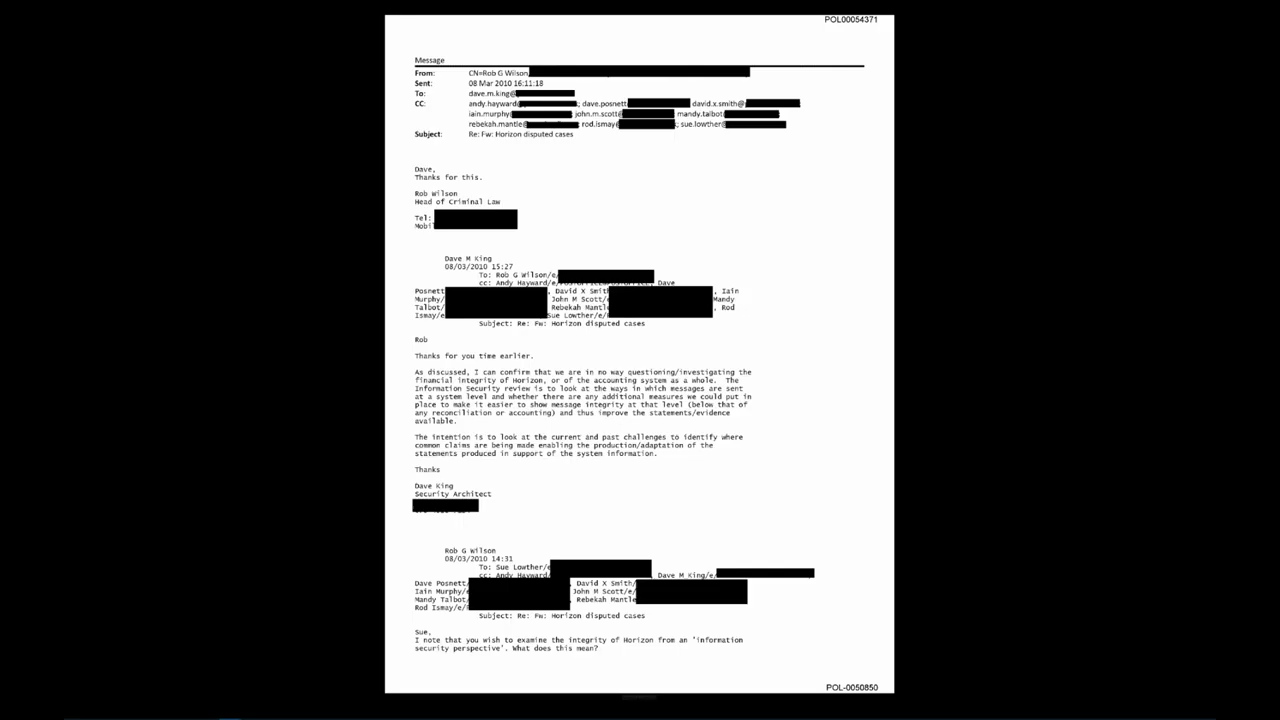 POL00054371
Message
From: CN=Rob G Wilson,
Sent: 08 Mar 2010 16:11:18
To: dave.m.king@
CC: andy.hayward@ ; dave.posnett david.x.smith@
iain.murphy ; john.m.scott mandy.talbot
rebekah.mantle@ ; rod.ismay ; sue.lowther@
Subject: Re: Fw: Horizon disputed cases
Dave,
Thanks for this.
Rob Wilson
Head of Criminal Law
Tel:
Mobil
Dave M King
08/03/2010 15:27
To: Rob G Wilson/e/
cc: Andy Hayward/e/ , Dave
Posnett , David X Smith , Iain
Murphy/ John M Scott/ Mandy
Talbot/ Rebekah Mantle , Rod
Ismay/e Sue Lowther/e/
Subject: Re: Fw: Horizon disputed cases
Rob
Thanks for you time earlier.
As discussed, I can confirm that we are in no way questioning/investigating the
financial integrity of Horizon, or of the accounting system as a whole. The
Information Security review is to look at the ways in which messages are sent
at a system level and whether there are any additional measures we could put in
place to make it easier to show message integrity at that level (below that of
any reconciliation or accounting) and thus improve the statements/evidence
available.
The intention is to look at the current and past challenges to identify where
common claims are being made enabling the production/adaptation of the
statements produced in support of the system information.
Thanks
Dave King
Security Architect
Rob G Wilson
08/03/2010 14:31
To: Sue Lowther/e
cc: Andy Hayward/ , Dave M King/e/
Dave Posnett/ , David X Smith/
Iain Murphy/e John M Scott/e
Mandy Talbot/ , Rebekah Mantle
Rod Ismay/e/
Subject: Re: Fw: Horizon disputed cases
Sue,
I note that you wish to examine the integrity of Horizon from an 'information
security perspective'. What does this mean?
POL-0050850